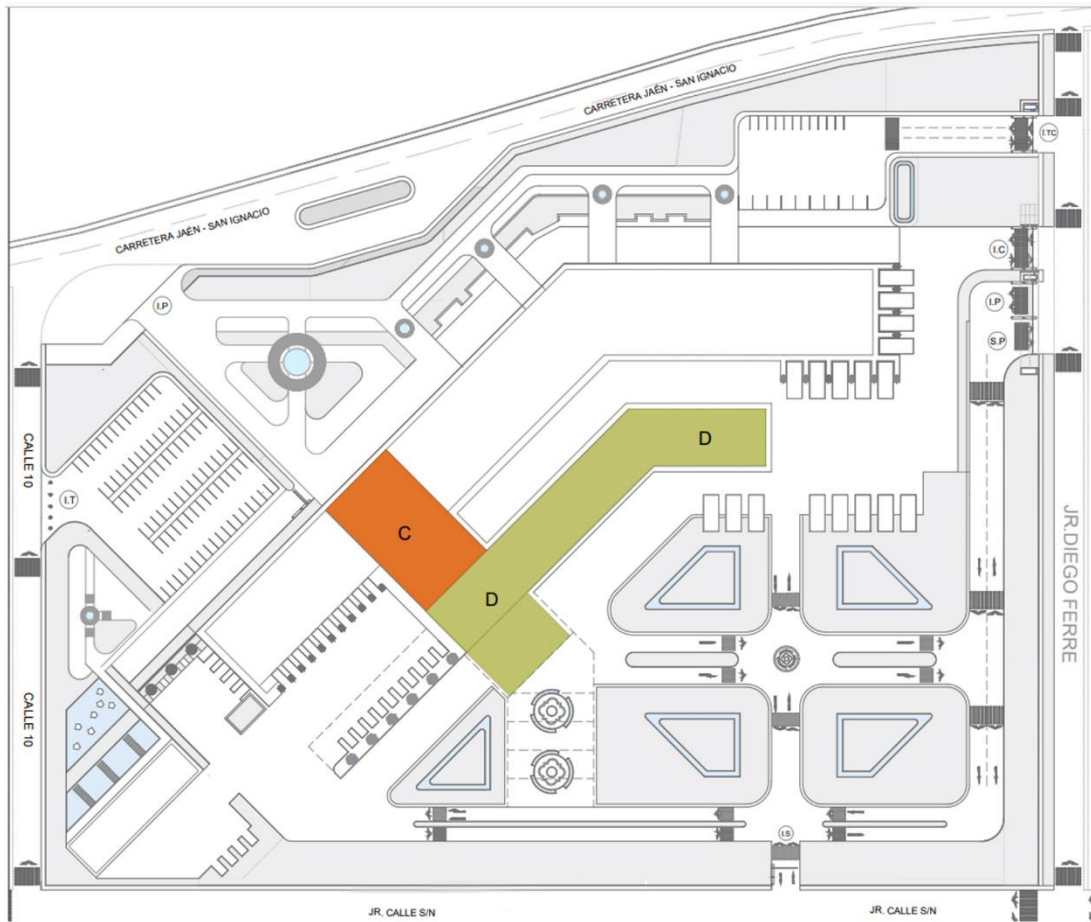 CARRETERA JAÉN - SAN IGNACIO
I.TC
CARRETERA JAÉN - SAN IGNACIO
I.C
I.P
I.P
S.P
D
CALLE 10
I.T
C
JR.DIEGO FERRE
D
CALLE 10
I.S
JR. CALLE S/N
JR. CALLE S/N